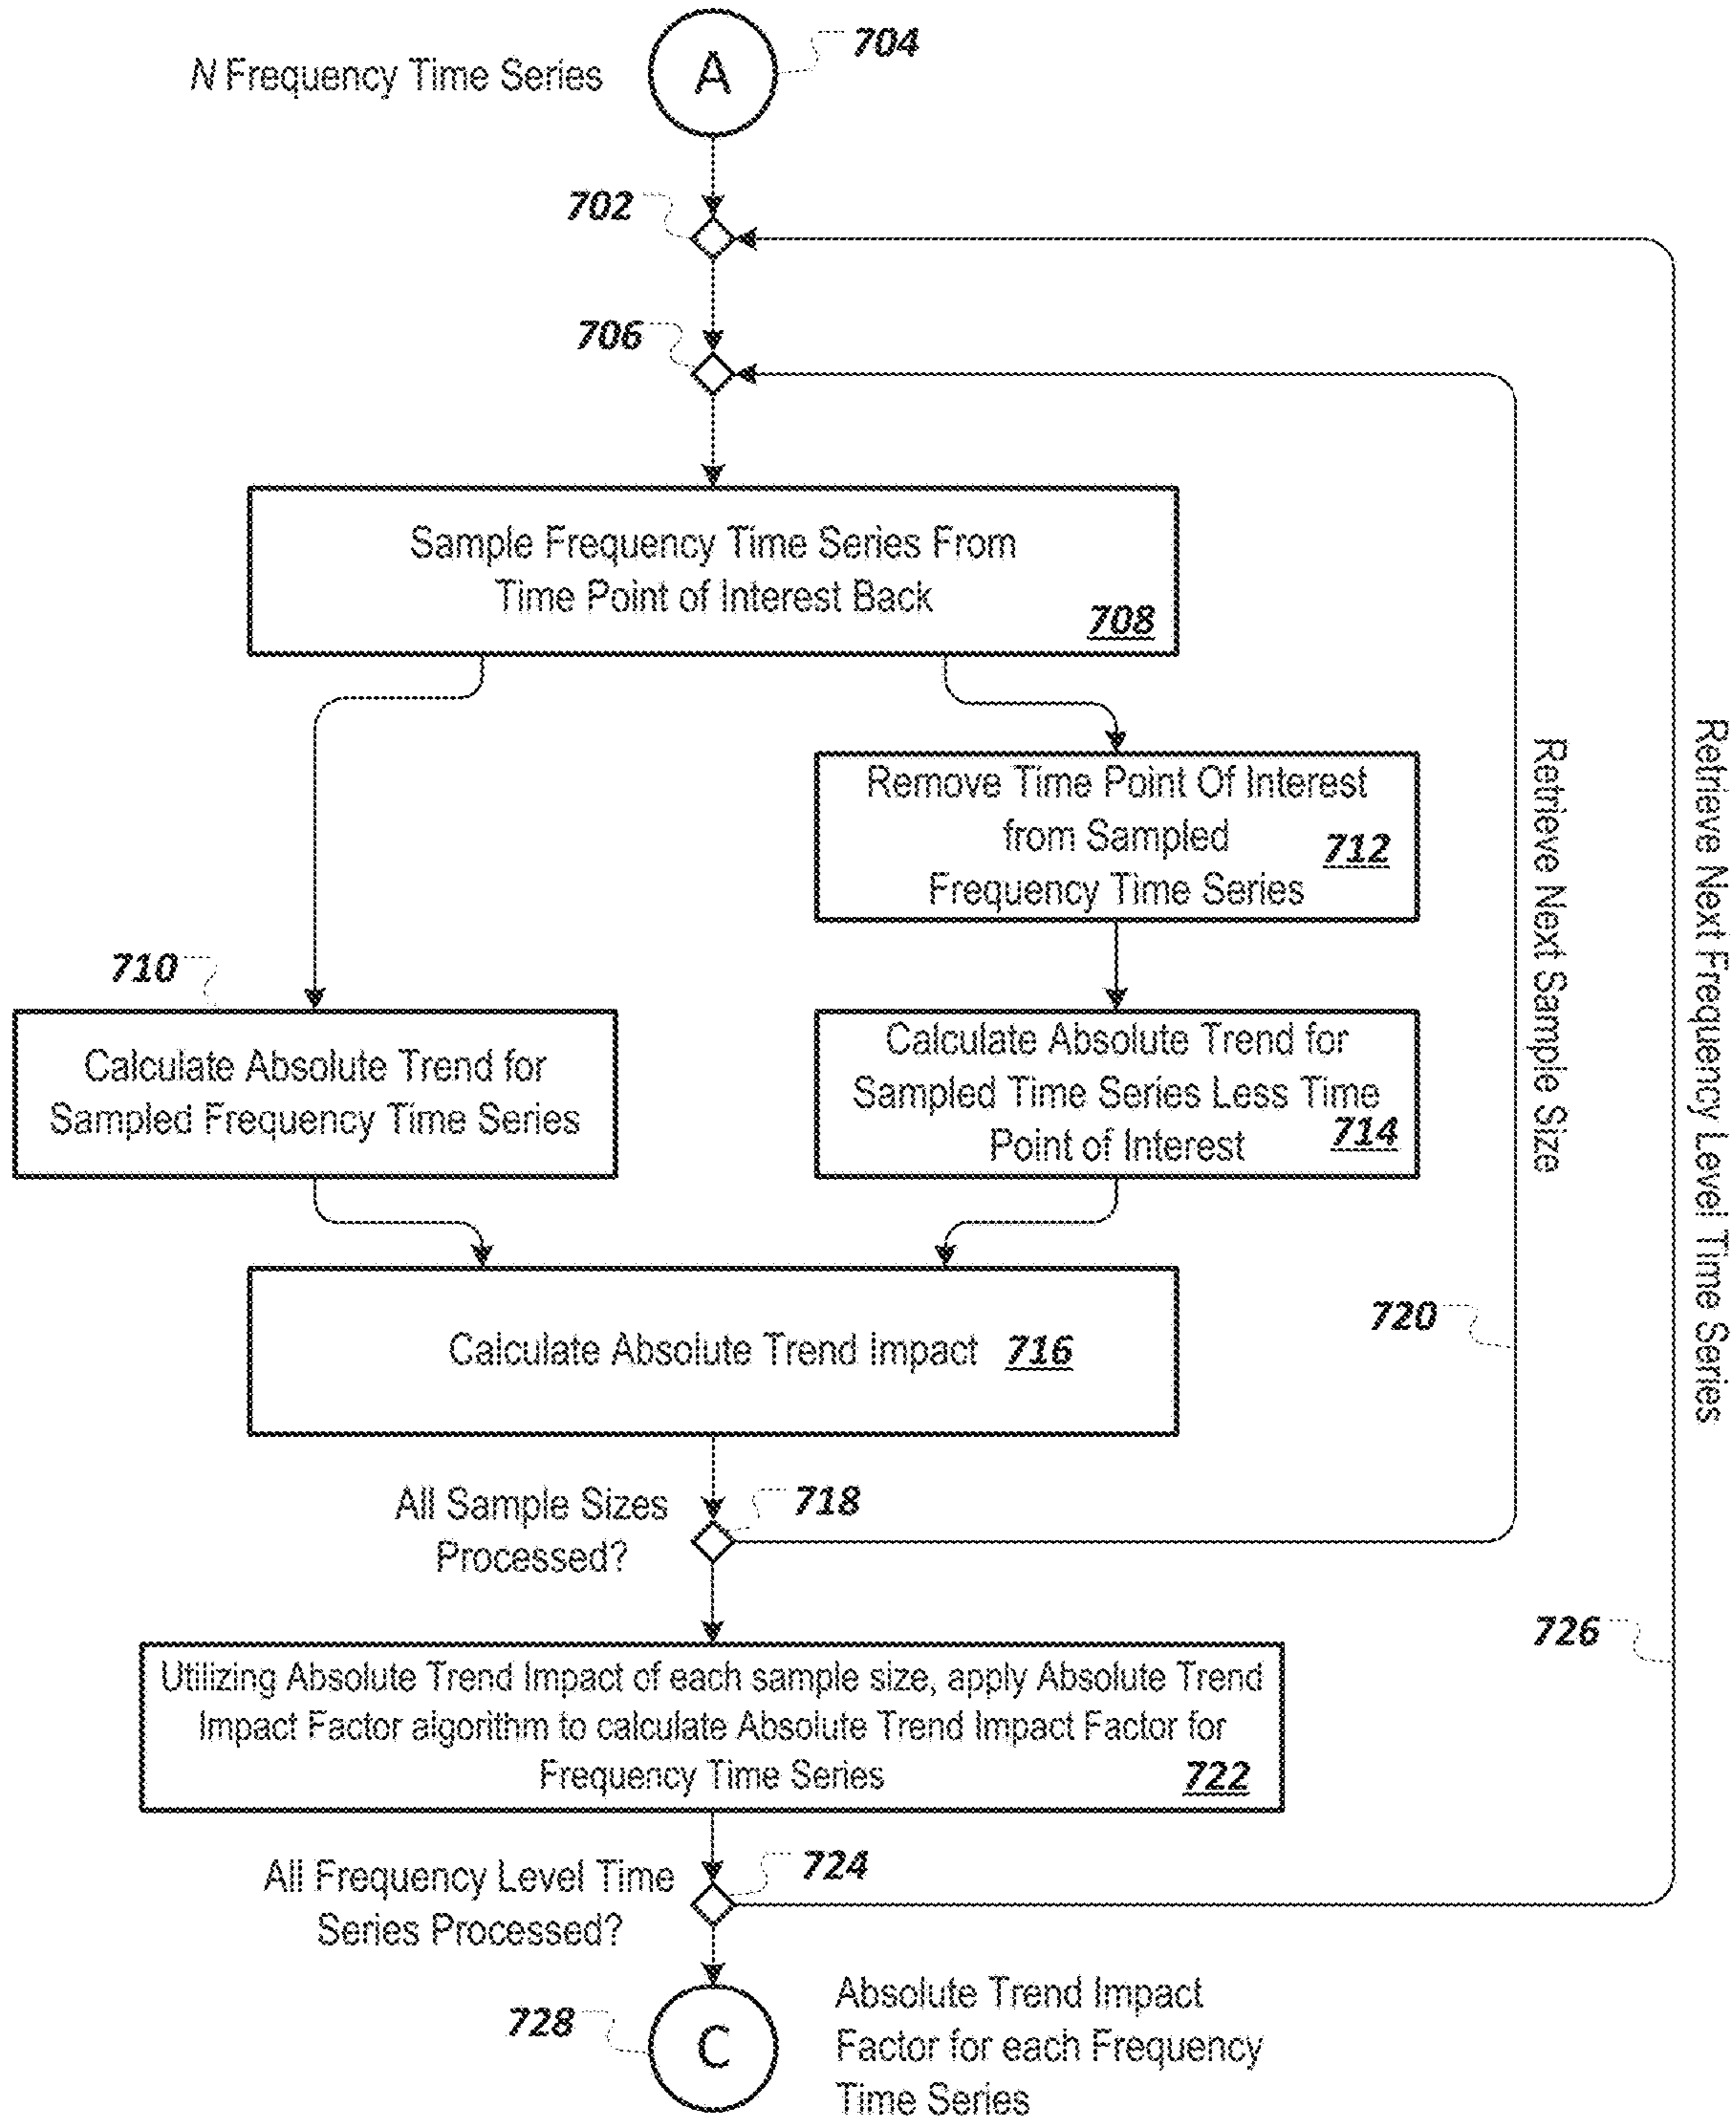 704
N Frequency Time Series
A
702
706
Sample Frequency Time Series From
Time Point of Interest Back
708
Remove Time Point Of Interest
from Sampled
712
Frequency Time Series
710
Calculate Absolute Trend for
Sampled Frequency Time Series
Calculate Absolute Trend for
Sampled Time Series Less Time
714
Point of Interest
Retrieve Next Sample Size
Retrieve Next Frequency Level Time Series
Calculate Absolute Trend Impact 716
720
All Sample Sizes
Processed?
718
726
Utilizing Absolute Trend Impact of each sample size, apply Absolute Trend
Impact Factor algorithm to calculate Absolute Trend Impact Factor for
Frequency Time Series
722
All Frequency Level Time
Series Processed?
724
728
C
Absolute Trend Impact
Factor for each Frequency
Time Series